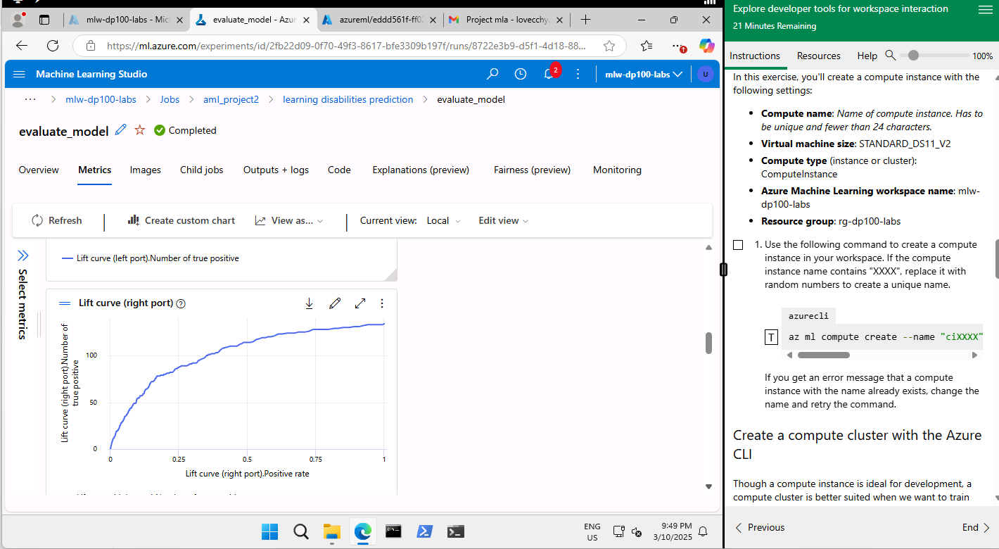 mlw-dp100-labs - Mic
evaluate_model - Azur
azureml/eddd561f-ff0
Project mla - lovecchy
https://ml.azure.com/experiments/id/2fb22d09-0f70-49f3-8617-bfe3309b197f/runs/8722e3b9-d5f1-4d18-88...
Machine Learning Studio
2
mlw-dp100-labs
U
... > mlw-dp100-labs > Jobs > aml_project2 > learning disabilities prediction > evaluate_model
evaluate_model
Completed
Overview
Metrics
Images
Child jobs
Outputs + logs
Code
Explanations (preview)
Fairness (preview)
Monitoring
Refresh
Create custom chart
View as...
Current view: Local
Edit view
Select metrics
Lift curve (left port).Number of true positive
Lift curve (right port)
Lift curve (right port).Number of
true positive
100
50
0
0
0.25
0.5
0.75
1
Lift curve (right port).Positive rate
ENG
US
9:49 PM
3/10/2025
Explore developer tools for workspace interaction
21 Minutes Remaining
Instructions
Resources
Help
100%
In this exercise, you'll create a compute instance with the
following settings:
• Compute name: Name of compute instance. Has to
be unique and fewer than 24 characters.
• Virtual machine size: STANDARD_DS11_V2
• Compute type (instance or cluster):
ComputeInstance
• Azure Machine Learning workspace name: mlw-
dp100-labs
• Resource group: rg-dp100-labs
1. Use the following command to create a compute
instance in your workspace. If the compute
instance name contains "XXXX", replace it with
random numbers to create a unique name.
azurecli
T
az ml compute create --name "ciXXXX"
If you get an error message that a compute
instance with the name already exists, change the
name and retry the command.
Create a compute cluster with the Azure
CLI
Though a compute instance is ideal for development, a
compute cluster is better suited when we want to train
Previous
End